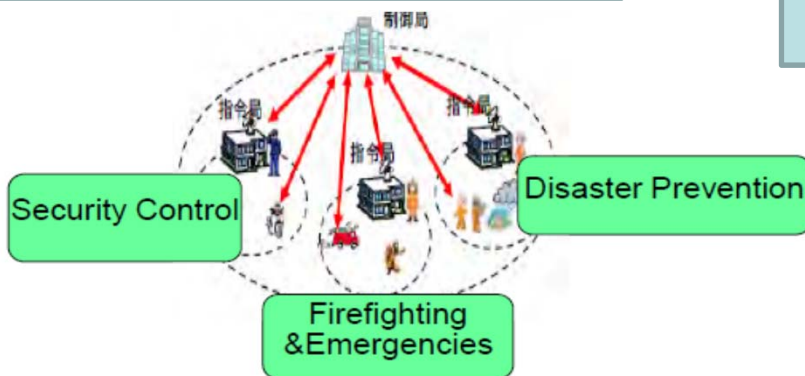 制御局
指令局
指令局
指令局
Security Control
Disaster Prevention
Firefighting
&Emergencies